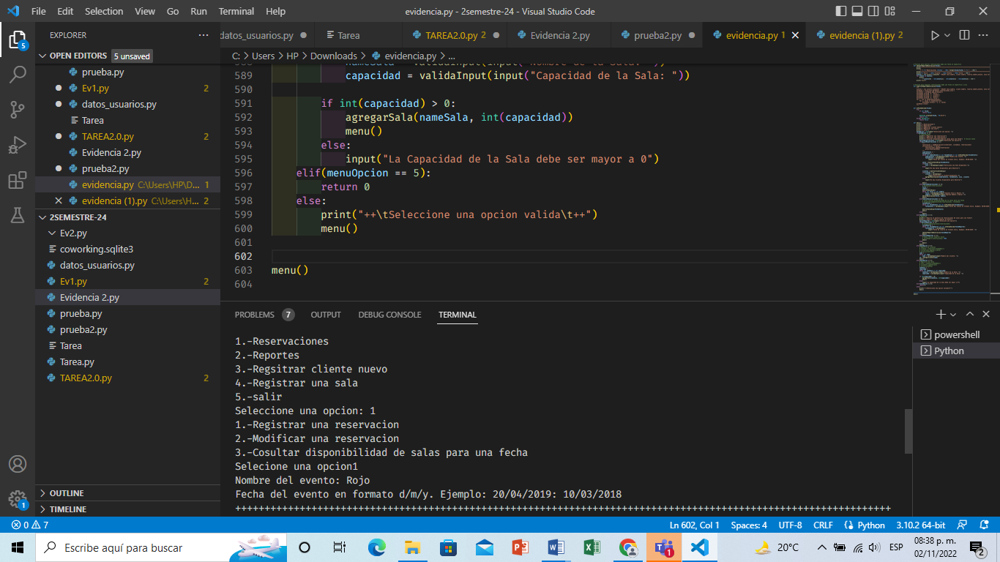 File Edit Selection View Go Run Terminal Help
evidencia.py - 2semestre-24 - Visual Studio Code
EXPLORER
datos_usuarios.py
Tarea
TAREA2.0.py 2
Evidencia 2.py
prueba2.py
evidencia.py 1
evidencia (1).py 2
OPEN EDITORS 5 unsaved
C: > Users > HP > Downloads > evidencia.py > ...
prueba.py
Ev1.py 2
datos_usuarios.py
Tarea
TAREA2.0.py 2
Evidencia 2.py
prueba2.py
evidencia.py C:\Users\HP\D... 1
evidencia (1).py C:\Users\H... 2
2SEMESTRE-24
Ev2.py
coworking.sqlite3
datos_usuarios.py
Ev1.py 2
Evidencia 2.py
prueba.py
prueba2.py
Tarea
Tarea.py
TAREA2.0.py 2
OUTLINE
TIMELINE
588 nameSala = validaInput(input("Nombre de la Sala: "))
589 capacidad = validaInput(input("Capacidad de la Sala: "))
590
591 if int(capacidad) > 0:
592 agregarSala(nameSala, int(capacidad))
593 menu()
594 else:
595 input("La Capacidad de la Sala debe ser mayor a 0")
596 elif(menuOpcion == 5):
597 return 0
598 else:
599 print("++\tSeleccione una opcion valida\t++")
600 menu()
601
602
603 menu()
604
PROBLEMS 7 OUTPUT DEBUG CONSOLE TERMINAL
powershell
Python
1.-Reservaciones
2.-Reportes
3.-Regsitrar cliente nuevo
4.-Registrar una sala
5.-salir
Seleccione una opcion: 1
1.-Registrar una reservacion
2.-Modificar una reservacion
3.-Cosultar disponibilidad de salas para una fecha
Selecione una opcion1
Nombre del evento: Rojo
Fecha del evento en formato d/m/y. Ejemplo: 20/04/2019: 10/03/2018
++++++++++++++++++++++++++++++++++++++++++++++++++++++++++++++++++++++++++++++++++++++++++++++++++++++++++++++++
5
1
0 7
Ln 602, Col 1 Spaces: 4 UTF-8 CRLF Python 3.10.2 64-bit
Escribe aquí para buscar
1
20°C
ESP
08:38 p. m.
02/11/2022
2